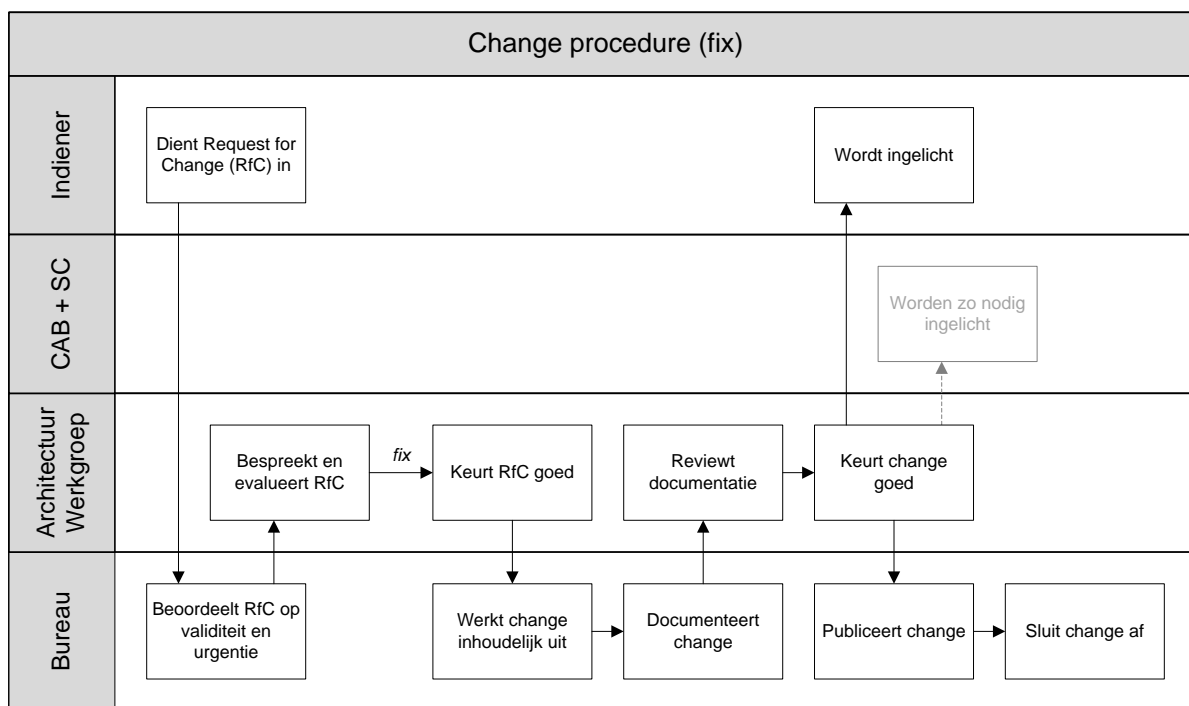 Change procedure (fix)
Indiener
Dient Request for
Change (RfC) in
Wordt ingelicht
CAB + SC
Worden zo nodig
ingelicht
Architectuur
Werkgroep
Bespreekt en
evalueert RfC
fix
Keurt RfC goed
Reviewt
documentatie
Keurt change
goed
Bureau
Beoordeelt RfC op
validiteit en
urgentie
Werkt change
inhoudelijk uit
Documenteert
change
Publiceert change
Sluit change af